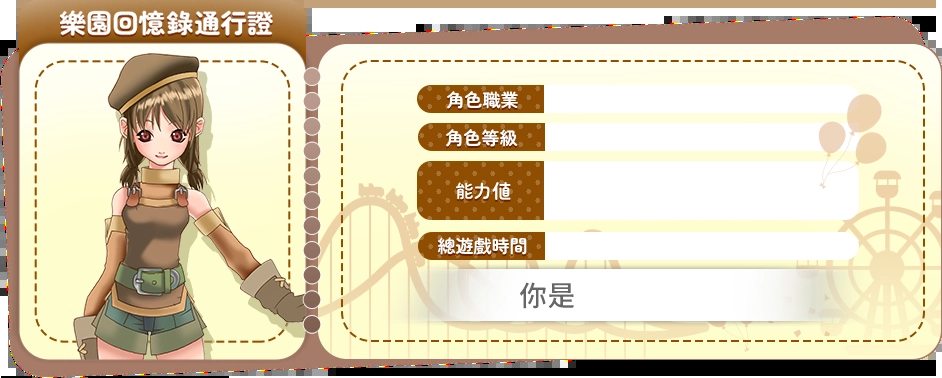 樂園回憶錄通行證
角色職業
角色等級
能力値
總遊戲時間
你是